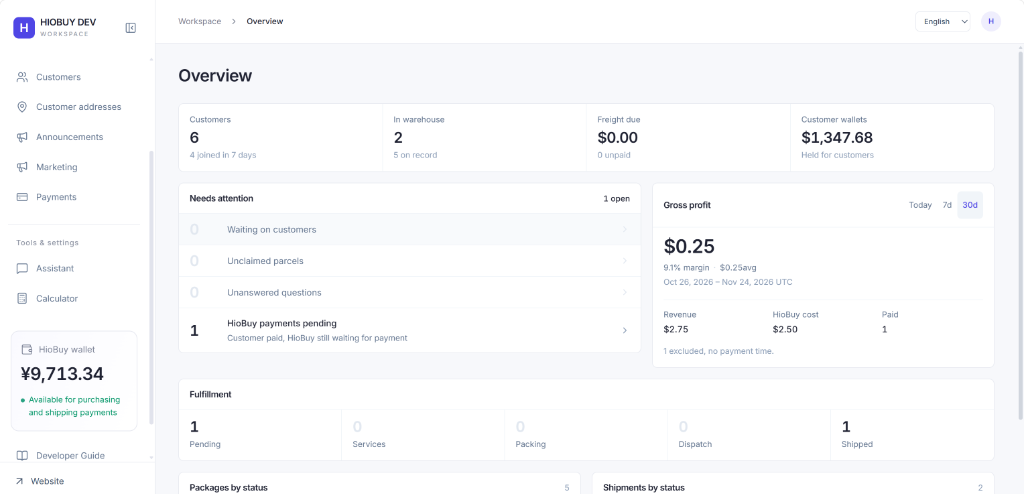 H
HIOBUY DEV
WORKSPACE
Customers
Customer addresses
Announcements
Marketing
Payments
Tools & settings
Assistant
Calculator
HioBuy wallet
¥9,713.34
Available for purchasing
and shipping payments
Developer Guide
Website
Workspace > Overview
English
H
Overview
Customers
6
4 joined in 7 days
In warehouse
2
5 on record
Freight due
$0.00
0 unpaid
Customer wallets
$1,347.68
Held for customers
Needs attention
1 open
0 Waiting on customers
0 Unclaimed parcels
0 Unanswered questions
1 HioBuy payments pending
Customer paid, HioBuy still waiting for payment
Gross profit
Today 7d 30d
$0.25
9.1% margin · $0.25avg
Oct 26, 2026 – Nov 24, 2026 UTC
Revenue
$2.75
HioBuy cost
$2.50
Paid
1
1 excluded, no payment time.
Fulfillment
1
Pending
0
Services
0
Packing
0
Dispatch
1
Shipped
Packages by status
5
Shipments by status
2